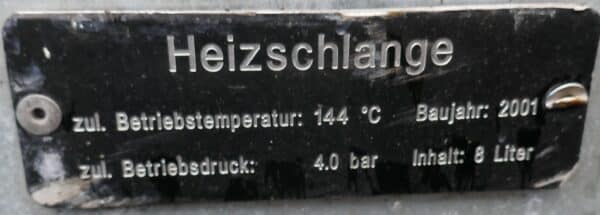 Heizschlange
zul. Betriebstemperatur: 144 °C Baujahr: 2001
zul. Betriebsdruck: 4.0 bar Inhalt: 8 Liter